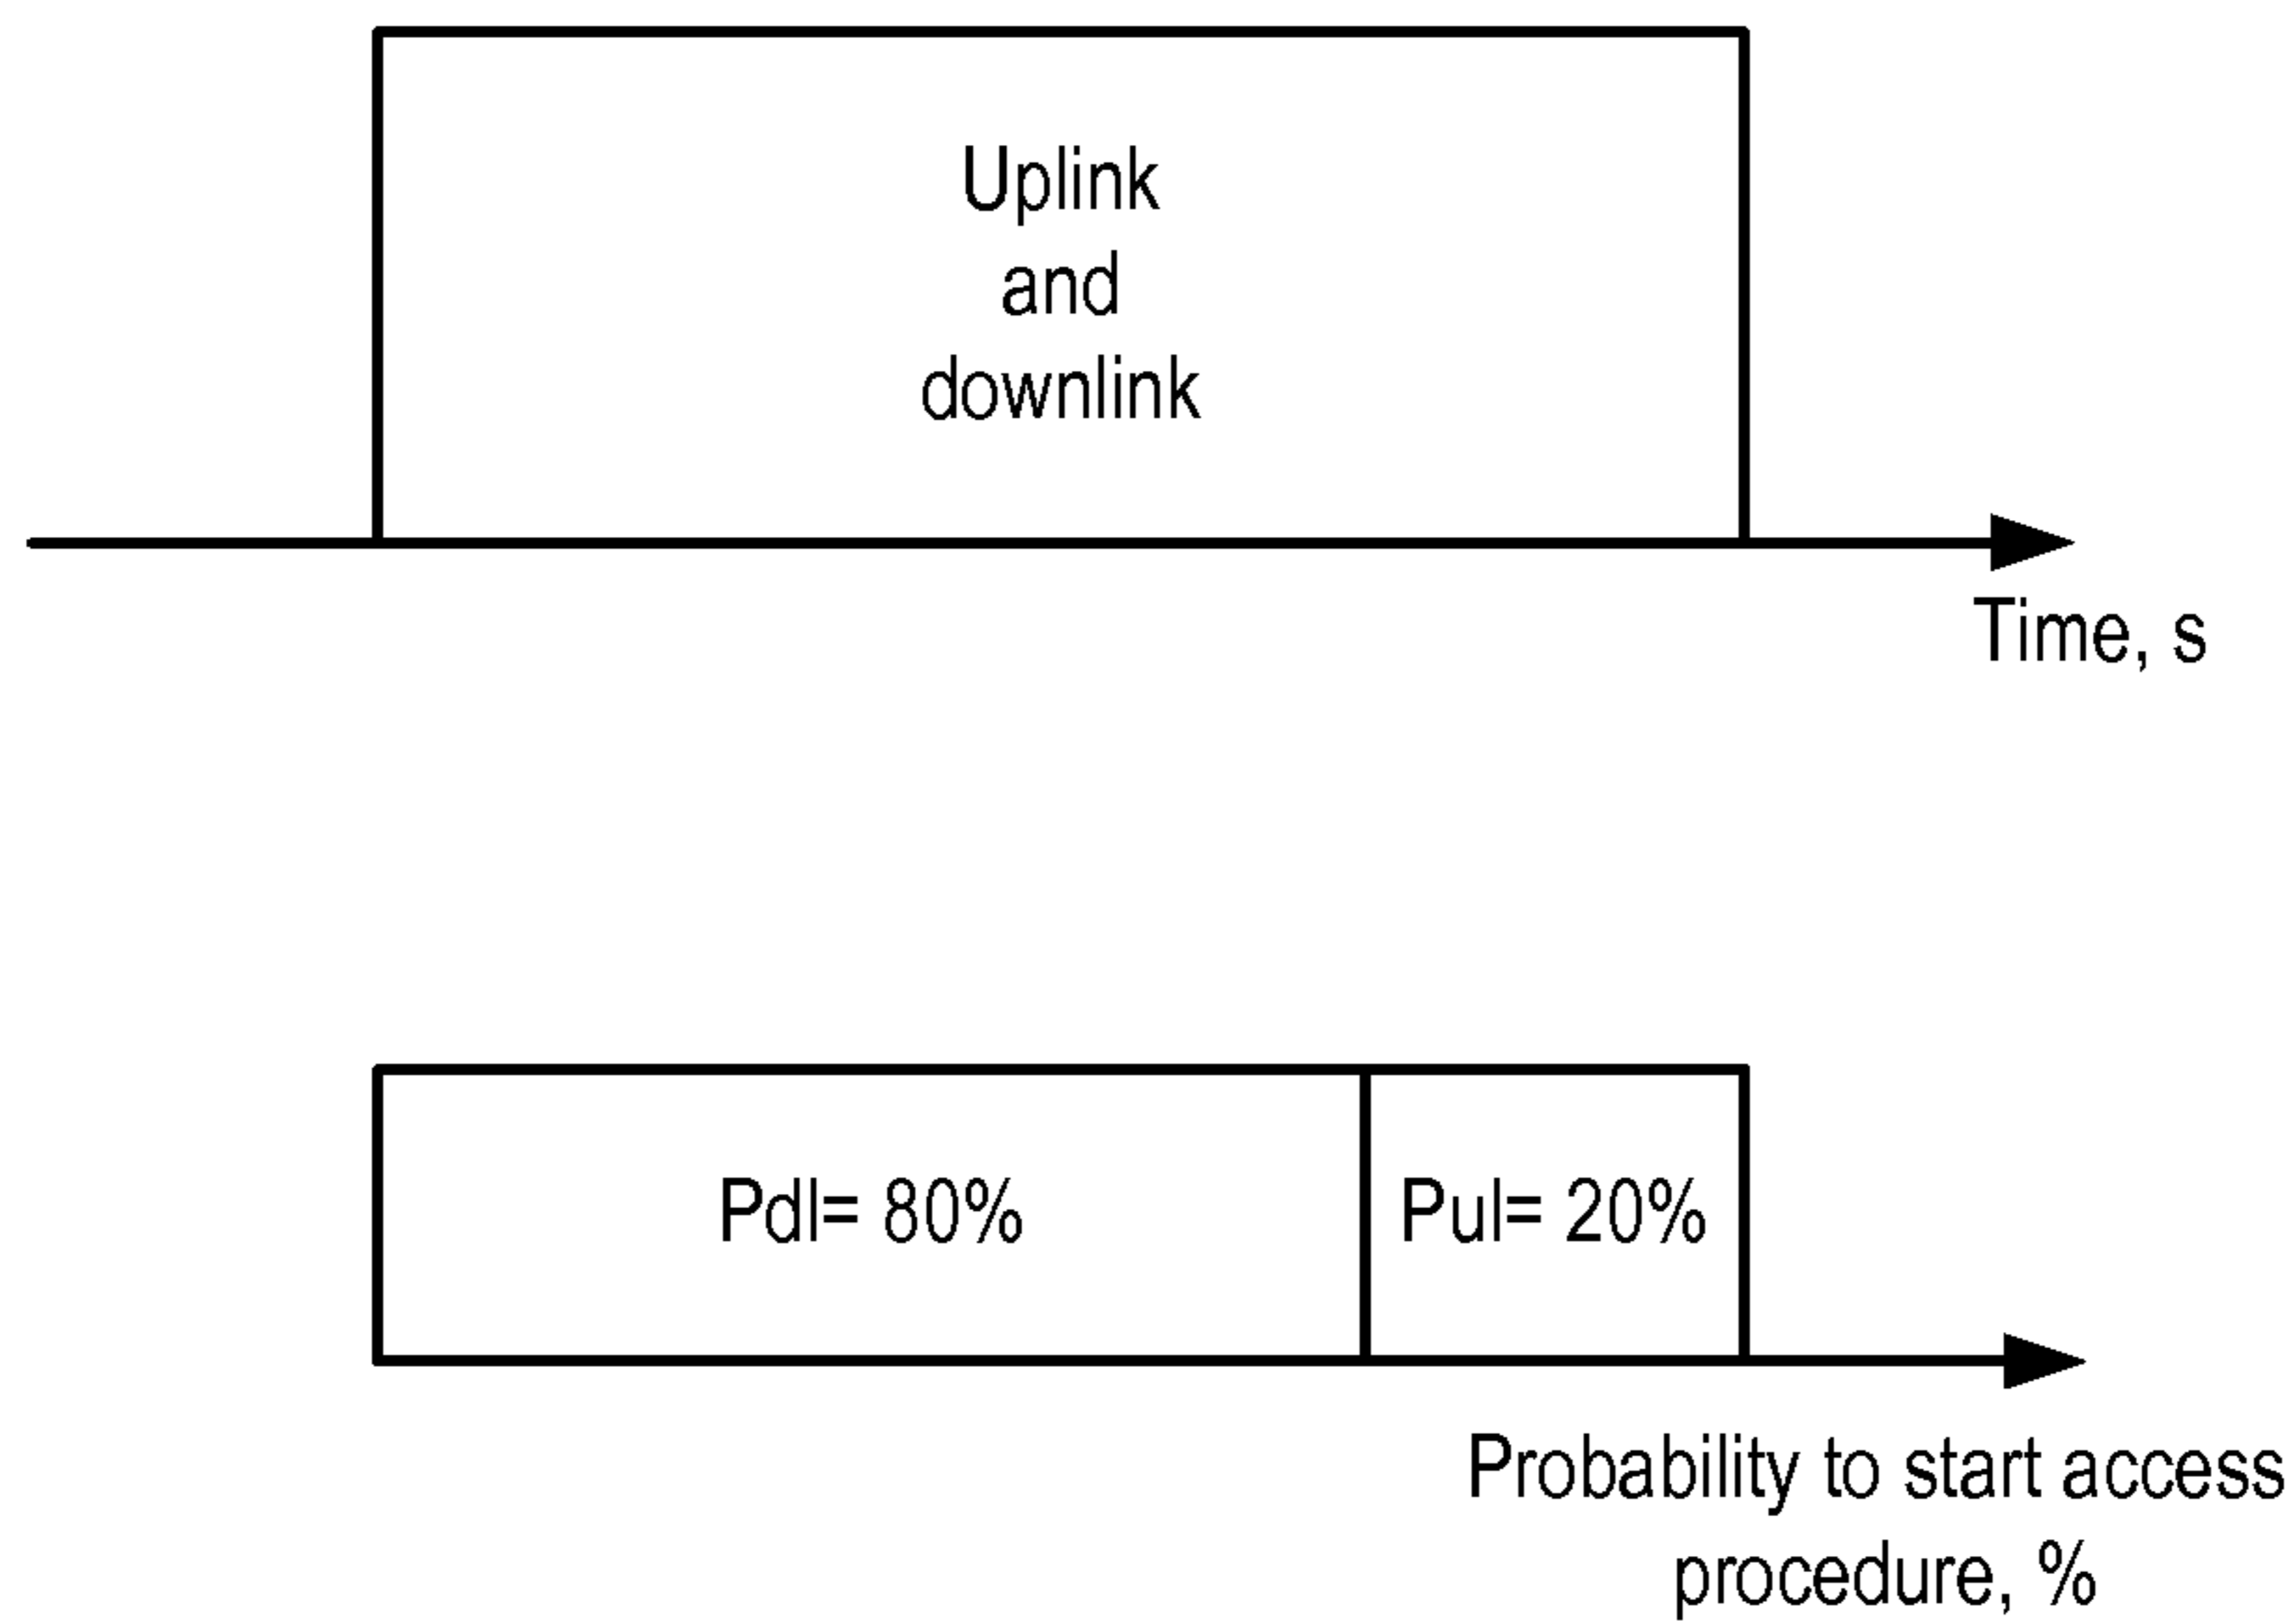 Uplink
and
downlink
Time, s
Pdl= 80%
Pul= 20%
Probability to start access
procedure, %